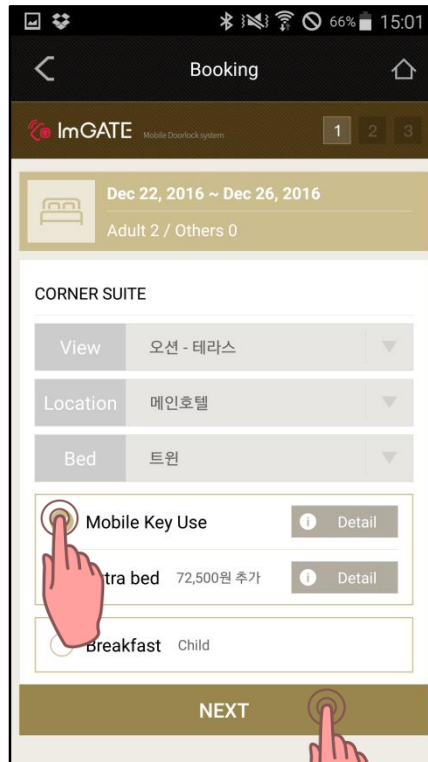 66% 15:01
Booking
ImGATE Mobile Doorlock system 1 2 3
Dec 22, 2016 ~ Dec 26, 2016
Adult 2 / Others 0
CORNER SUITE
View 오션 - 테라스
Location 메인호텔
Bed 트윈
Mobile Key Use i Detail
tra bed 72,500원 추가 i Detail
Breakfast Child
NEXT